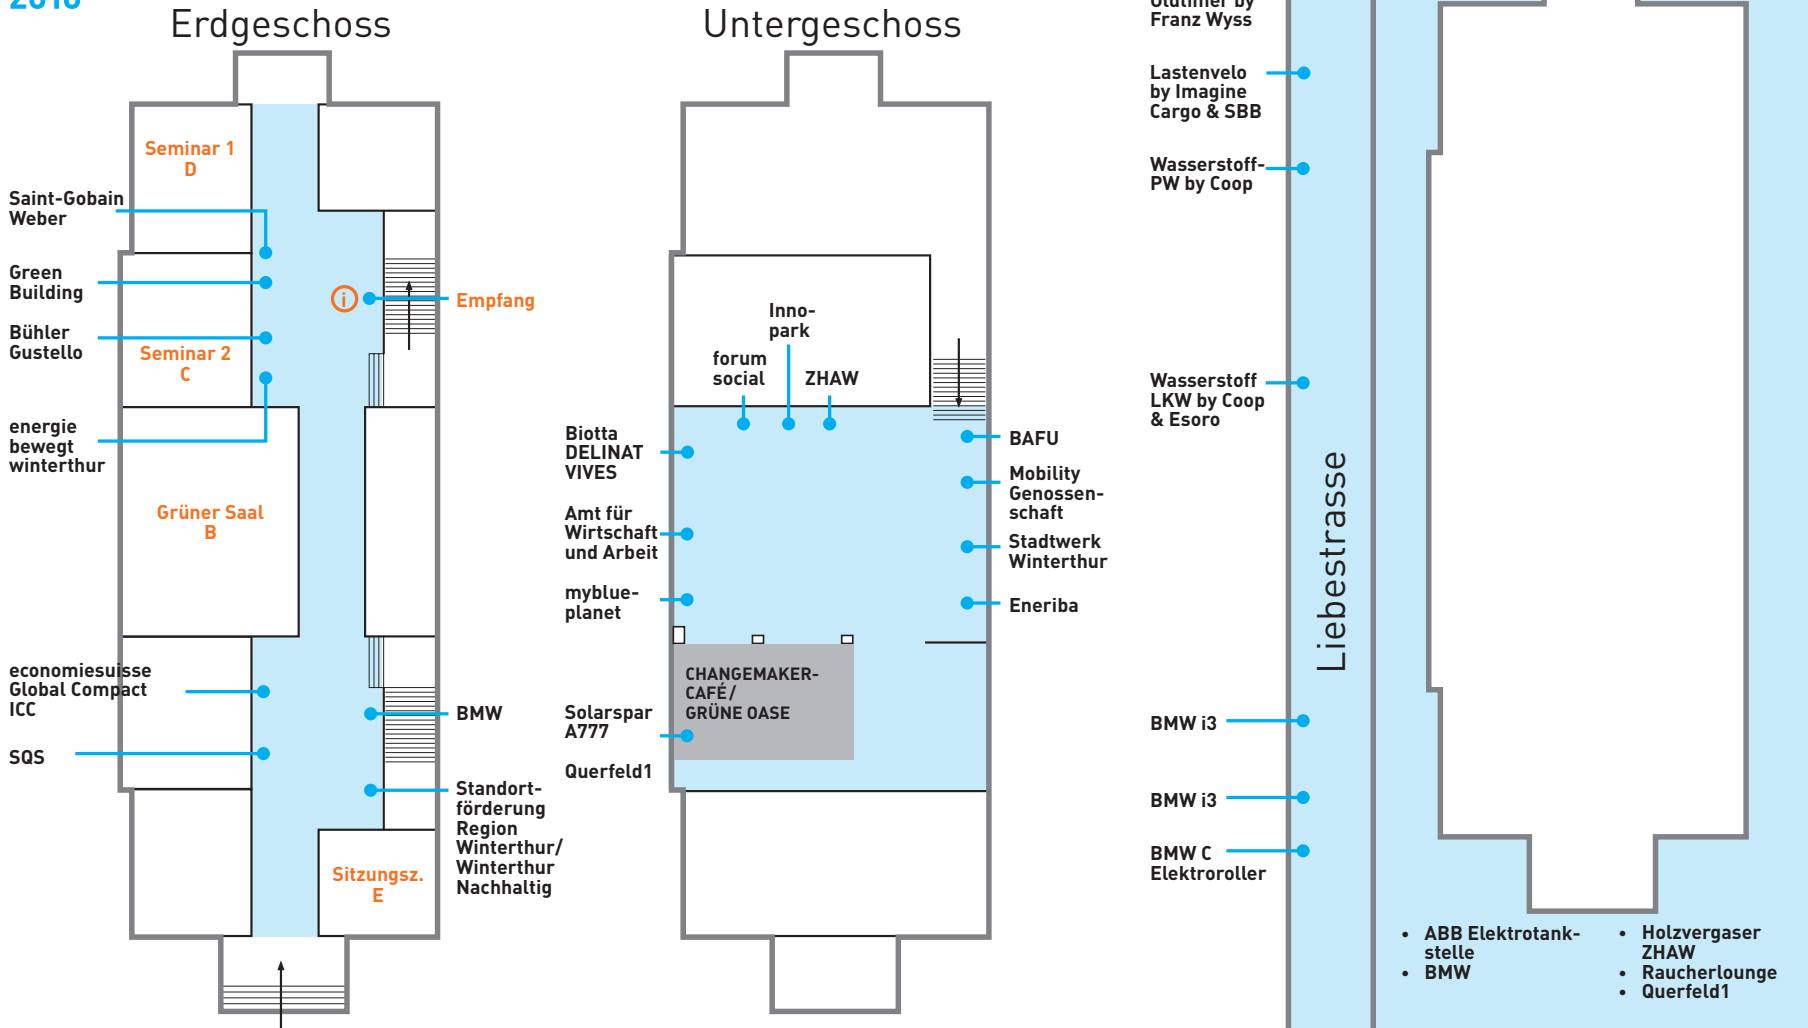 2016
Erdgeschoss
Seminar 1
D
Saint-Gobain
Weber
Green
Building
Bühler
Gustello
Seminar 2
C
energie
bewegt
winterthur
i
Empfang
Grüner Saal
B
economiesuisse
Global Compact
ICC
SQS
BMW
Standort-
förderung
Region
Winterthur/
Winterthur
Nachhaltig
Sitzungsz.
E
Untergeschoss
Inno-
park
forum
social
ZHAW
Biotta
DELINAT
VIVES
Amt für
Wirtschaft
und Arbeit
myblue-
planet
BAFU
Mobility
Genossen-
schaft
Stadtwerk
Winterthur
Eneriba
CHANGEMAKER-
CAFÉ/
GRÜNE OASE
Solarspar
A777
Querfeld1
Oldtimer by
Franz Wyss
Lastenvelo
by Imagine
Cargo & SBB
Wasserstoff-
PW by Coop
Wasserstoff
LKW by Coop
& Esoro
Liebestrasse
BMW i3
BMW i3
BMW C
Elektroroller
• ABB Elektrotank-
stelle
• BMW
• Holzvergaser
ZHAW
• Raucherlounge
• Querfeld1